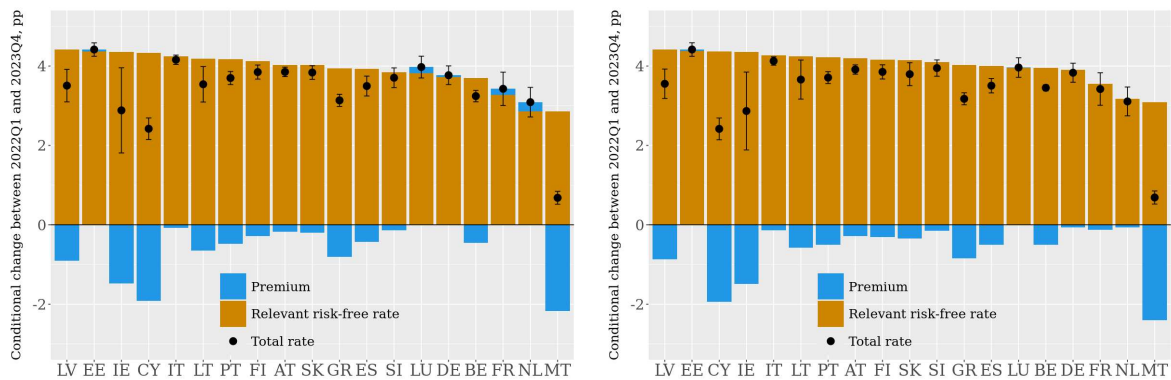 Conditional change between 2022Q1 and 2023Q4, pp
4
2
0
-2
Premium
Relevant risk-free rate
Total rate
LV EE IE CY IT LT PT FI AT SK GR ES SI LU DE BE FR NL MT
Conditional change between 2022Q1 and 2023Q4, pp
4
2
0
-2
Premium
Relevant risk-free rate
Total rate
LV EE CY IE IT LT PT AT FI SK SI GR ES LU BE DE FR NL MT